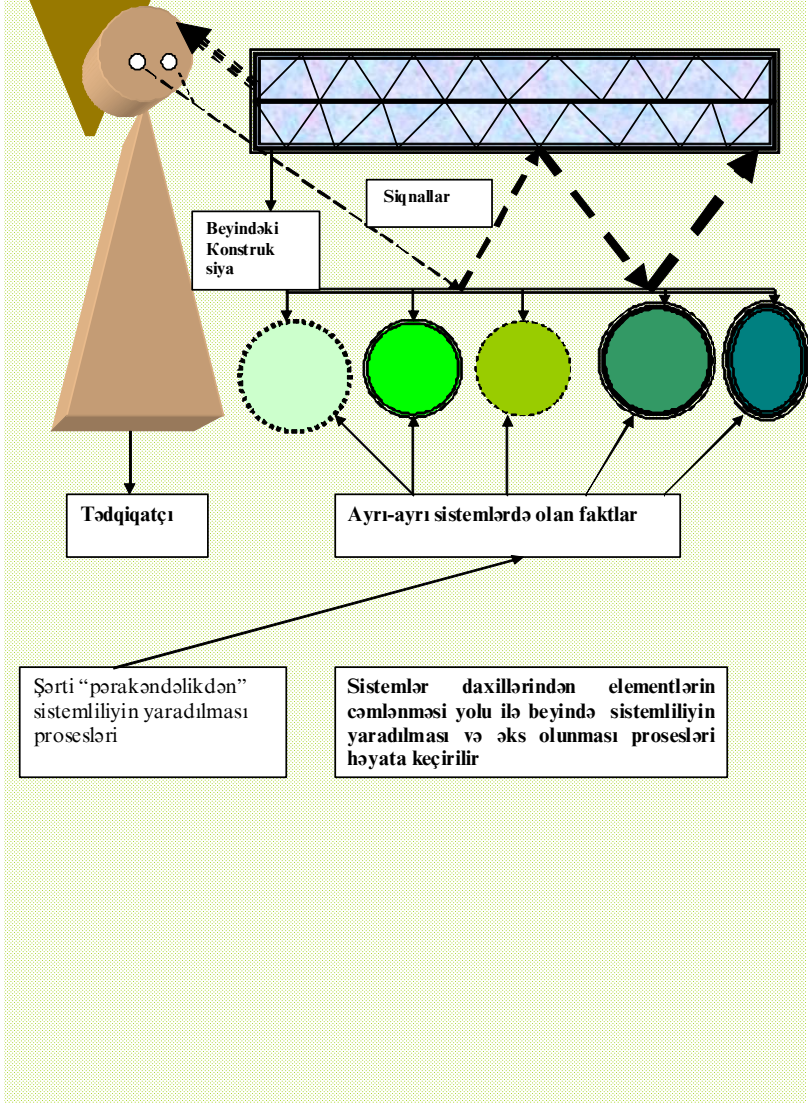 Siqnallar
Beyindəki
Konstruk
siya
Tədqiqatçı
Ayrı-ayrı sistemlərdə olan faktlar
Şərti “pərakəndəlikdən”
sistemliliyin yaradılması
prosesləri
Sistemlər daxillərindən elementlərin
cəmlənməsi yolu ilə beyində sistemliliyin
yaradılması və əks olunması prosesləri
həyata keçirilir